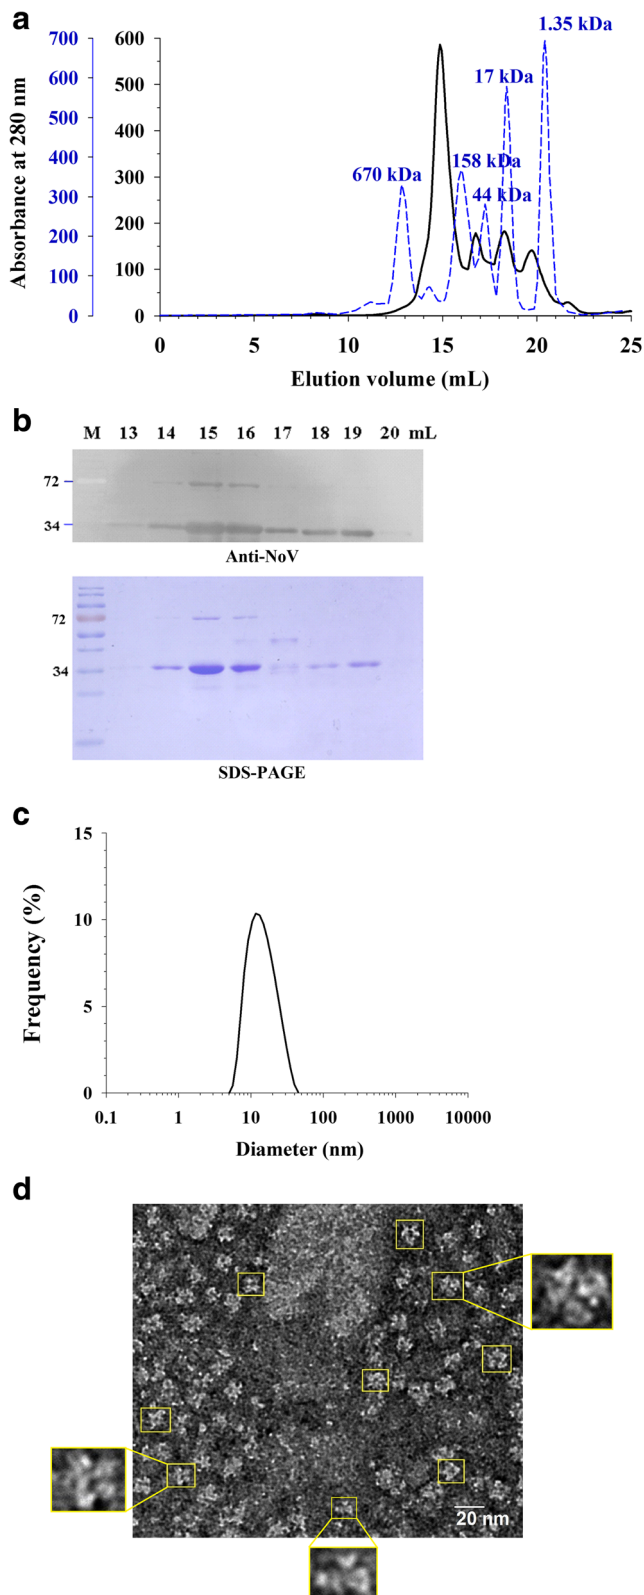 a
1.35 kDa
17 kDa
670 kDa
158 kDa
44 kDa
700
600
500
400
300
200
100
0
600
500
400
300
200
100
0
Absorbance at 280 nm
0 5 10 15 20 25
Elution volume (mL)
b
M 13 14 15 16 17 18 19 20 mL
72
34
Anti-NoV
72
34
SDS-PAGE
c
15
10
5
0
Frequency (%)
0.1 1 10 100 1000 10000
Diameter (nm)
d
20 nm